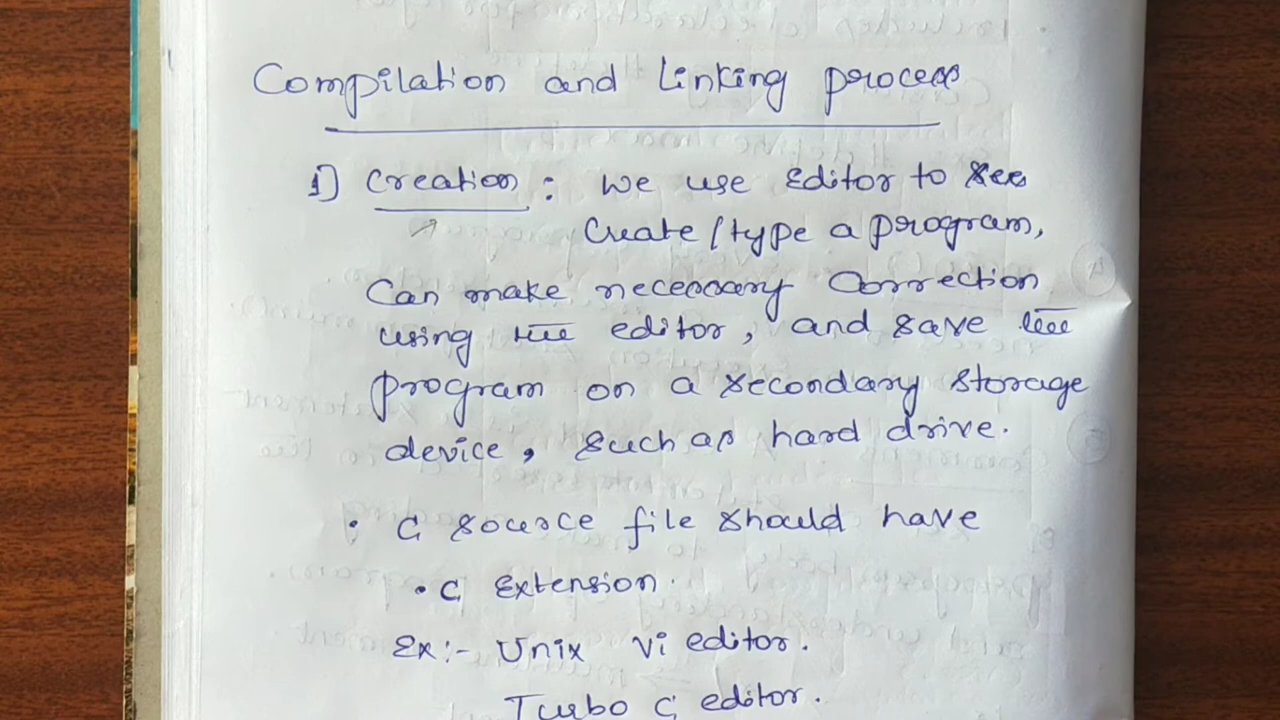 Compilation and Linking process
1) Creation : We use Editor to see
Create/type a program,
Can make necessary Correction
using the editor, and save the
program on a secondary storage
device, such as hard drive.
• C source file should have
.C Extension.
Ex:- Unix vi editor.
Turbo C editor.